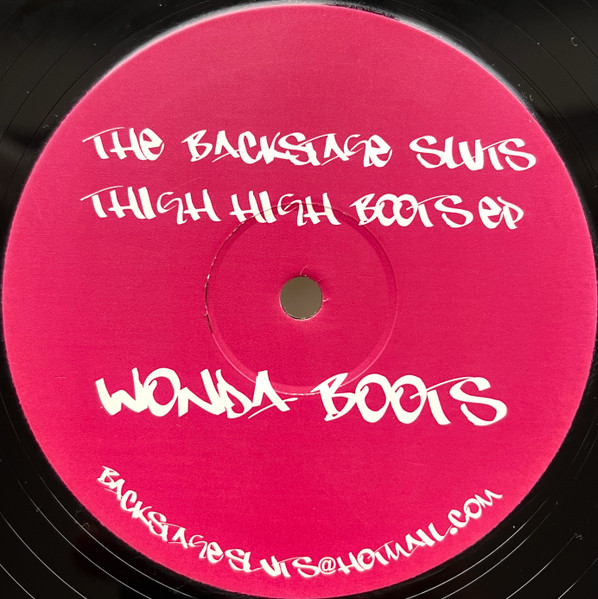 THE BACKSTAGE SLUTS
THIGH HIGH BOOTS EP
WONDA BOOTS
BACKSTAGESLUTS@HOTMAIL.COM